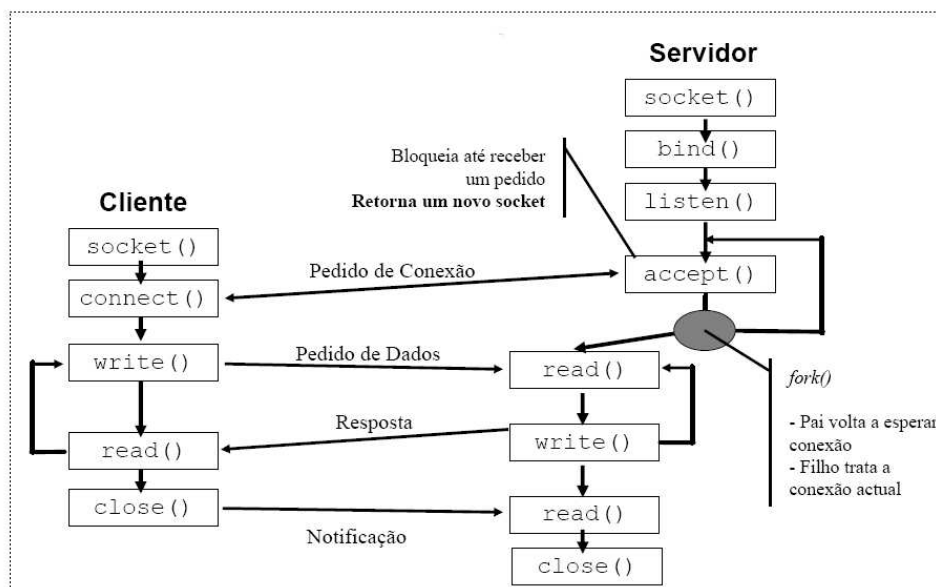 Servidor
socket()
bind()
listen()
accept()
Bloqueia até receber
um pedido
Retorna um novo socket
Cliente
socket()
connect()
write()
read()
close()
Pedido de Conexão
Pedido de Dados
Resposta
Notificação
read()
write()
read()
close()
fork()
- Pai volta a esperar
conexão
- Filho trata a
conexão actual